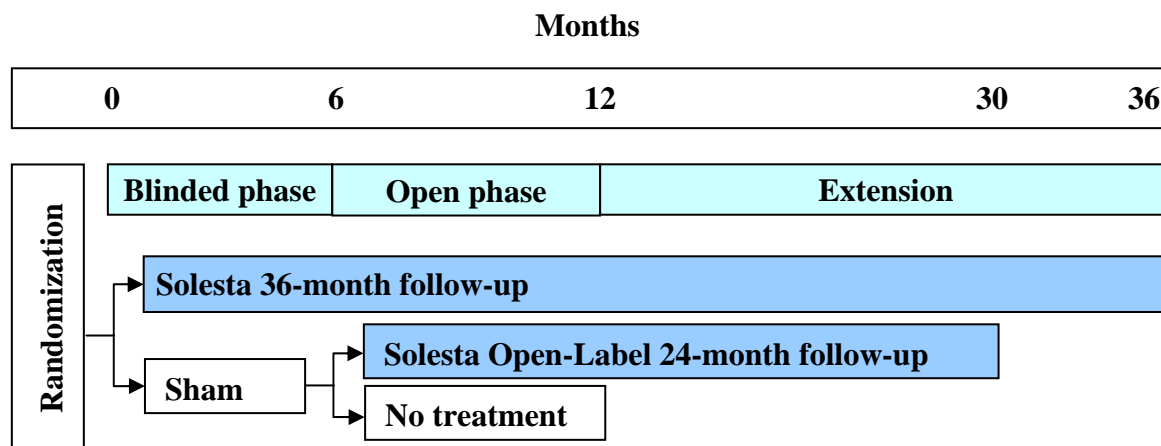 Months
0 6 12 30 36
Randomization
Blinded phase Open phase Extension
Solesta 36-month follow-up
Solesta Open-Label 24-month follow-up
Sham
No treatment